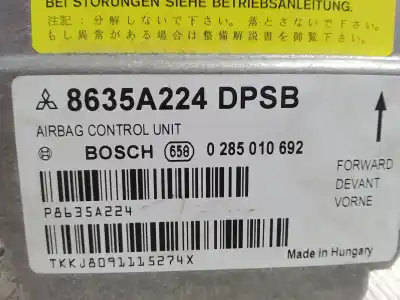 BEI STÖRUNGEN SIEHE BETRIEBSANLEITUNG.
注記:分解しないで下さい。落とさないで下さい。
もし異常がある場合は整備解説書を御覧下さい。
8635A224 DPSB
AIRBAG CONTROL UNIT
BOSCH 658 0 285 010 692
FORWARD
DEVANT
VORNE
P8635A224
Made in Hungary
TKKJ8091115274X